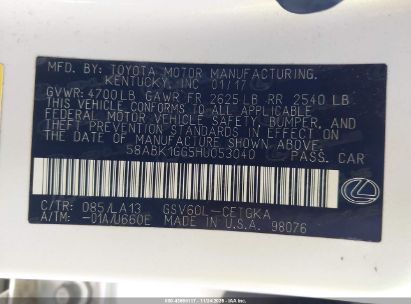 MFD. BY: TOYOTA MOTOR MANUFACTURING.
KENTUCKY, INC 01/17
GVWR: 4700LB GAWR FR 2625 LB RR 2540 LB
THIS VEHICLE CONFORMS TO ALL APPLICABLE
FEDERAL MOTOR VEHICLE SAFETY, BUMPER, AND
THEFT PREVENTION STANDARDS IN EFFECT ON
THE DATE OF MANUFACTURE SHOWN ABOVE.
58ABK1GG5HU053040 PASS. CAR
C/TR: 085/LA13 GSV60L-CETGKA
A/TM: -01A/U660E MADE IN U.S.A. 98076